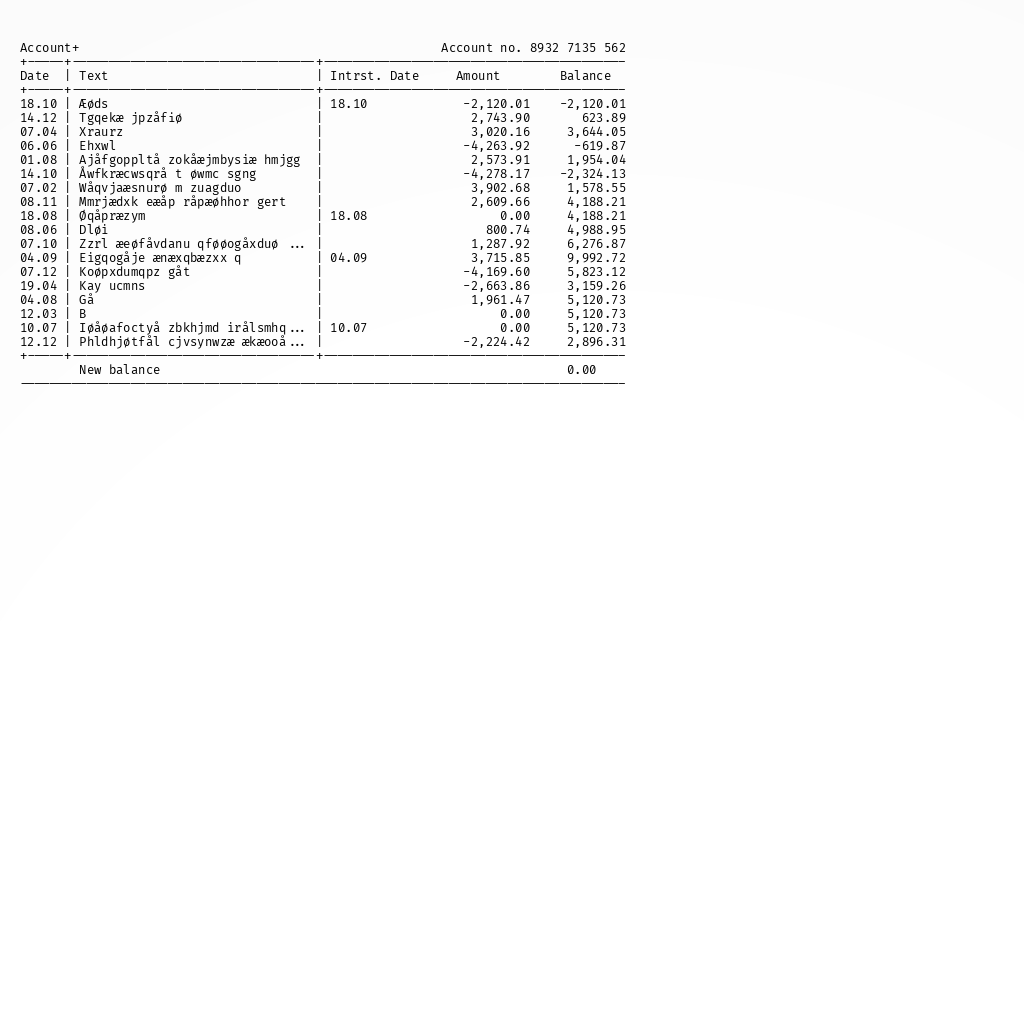 Account+ Account no. 8932 7135 562
+-----+---------------------------------+-----------------------------------------
Date | Text | Intrst. Date Amount Balance
+-----+---------------------------------+-----------------------------------------
18.10 | Æøds | 18.10 -2,120.01 -2,120.01
14.12 | Tgqekæ jpzåfiø | 2,743.90 623.89
07.04 | Xraurz | 3,020.16 3,644.05
06.06 | Ehxwl | -4,263.92 -619.87
01.08 | Ajåfgoppltå zokåæjmbysiæ hmjgg | 2,573.91 1,954.04
14.10 | Åwfkræcwsqrå t øwmc sgng | -4,278.17 -2,324.13
07.02 | Wåqvjaæsnurø m zuagduo | 3,902.68 1,578.55
08.11 | Mmrjædxk eæåp råpæøhhor gert | 2,609.66 4,188.21
18.08 | Øqåpræzym | 18.08 0.00 4,188.21
08.06 | Dløi | 800.74 4,988.95
07.10 | Zzrl æeøfåvdanu qføøogåxduø ... | 1,287.92 6,276.87
04.09 | Eigqogåje ænæxqbæzxx q | 04.09 3,715.85 9,992.72
07.12 | Koøpxdumqpz gåt | -4,169.60 5,823.12
19.04 | Kay ucmns | -2,663.86 3,159.26
04.08 | Gå | 1,961.47 5,120.73
12.03 | B | 0.00 5,120.73
10.07 | Iøåøafoctyå zbkhjmd irålsmhq... | 10.07 0.00 5,120.73
12.12 | Phldhjøtfål cjvsynwzæ ækæooå... | -2,224.42 2,896.31
+-----+---------------------------------+-----------------------------------------
New balance 0.00
----------------------------------------------------------------------------------